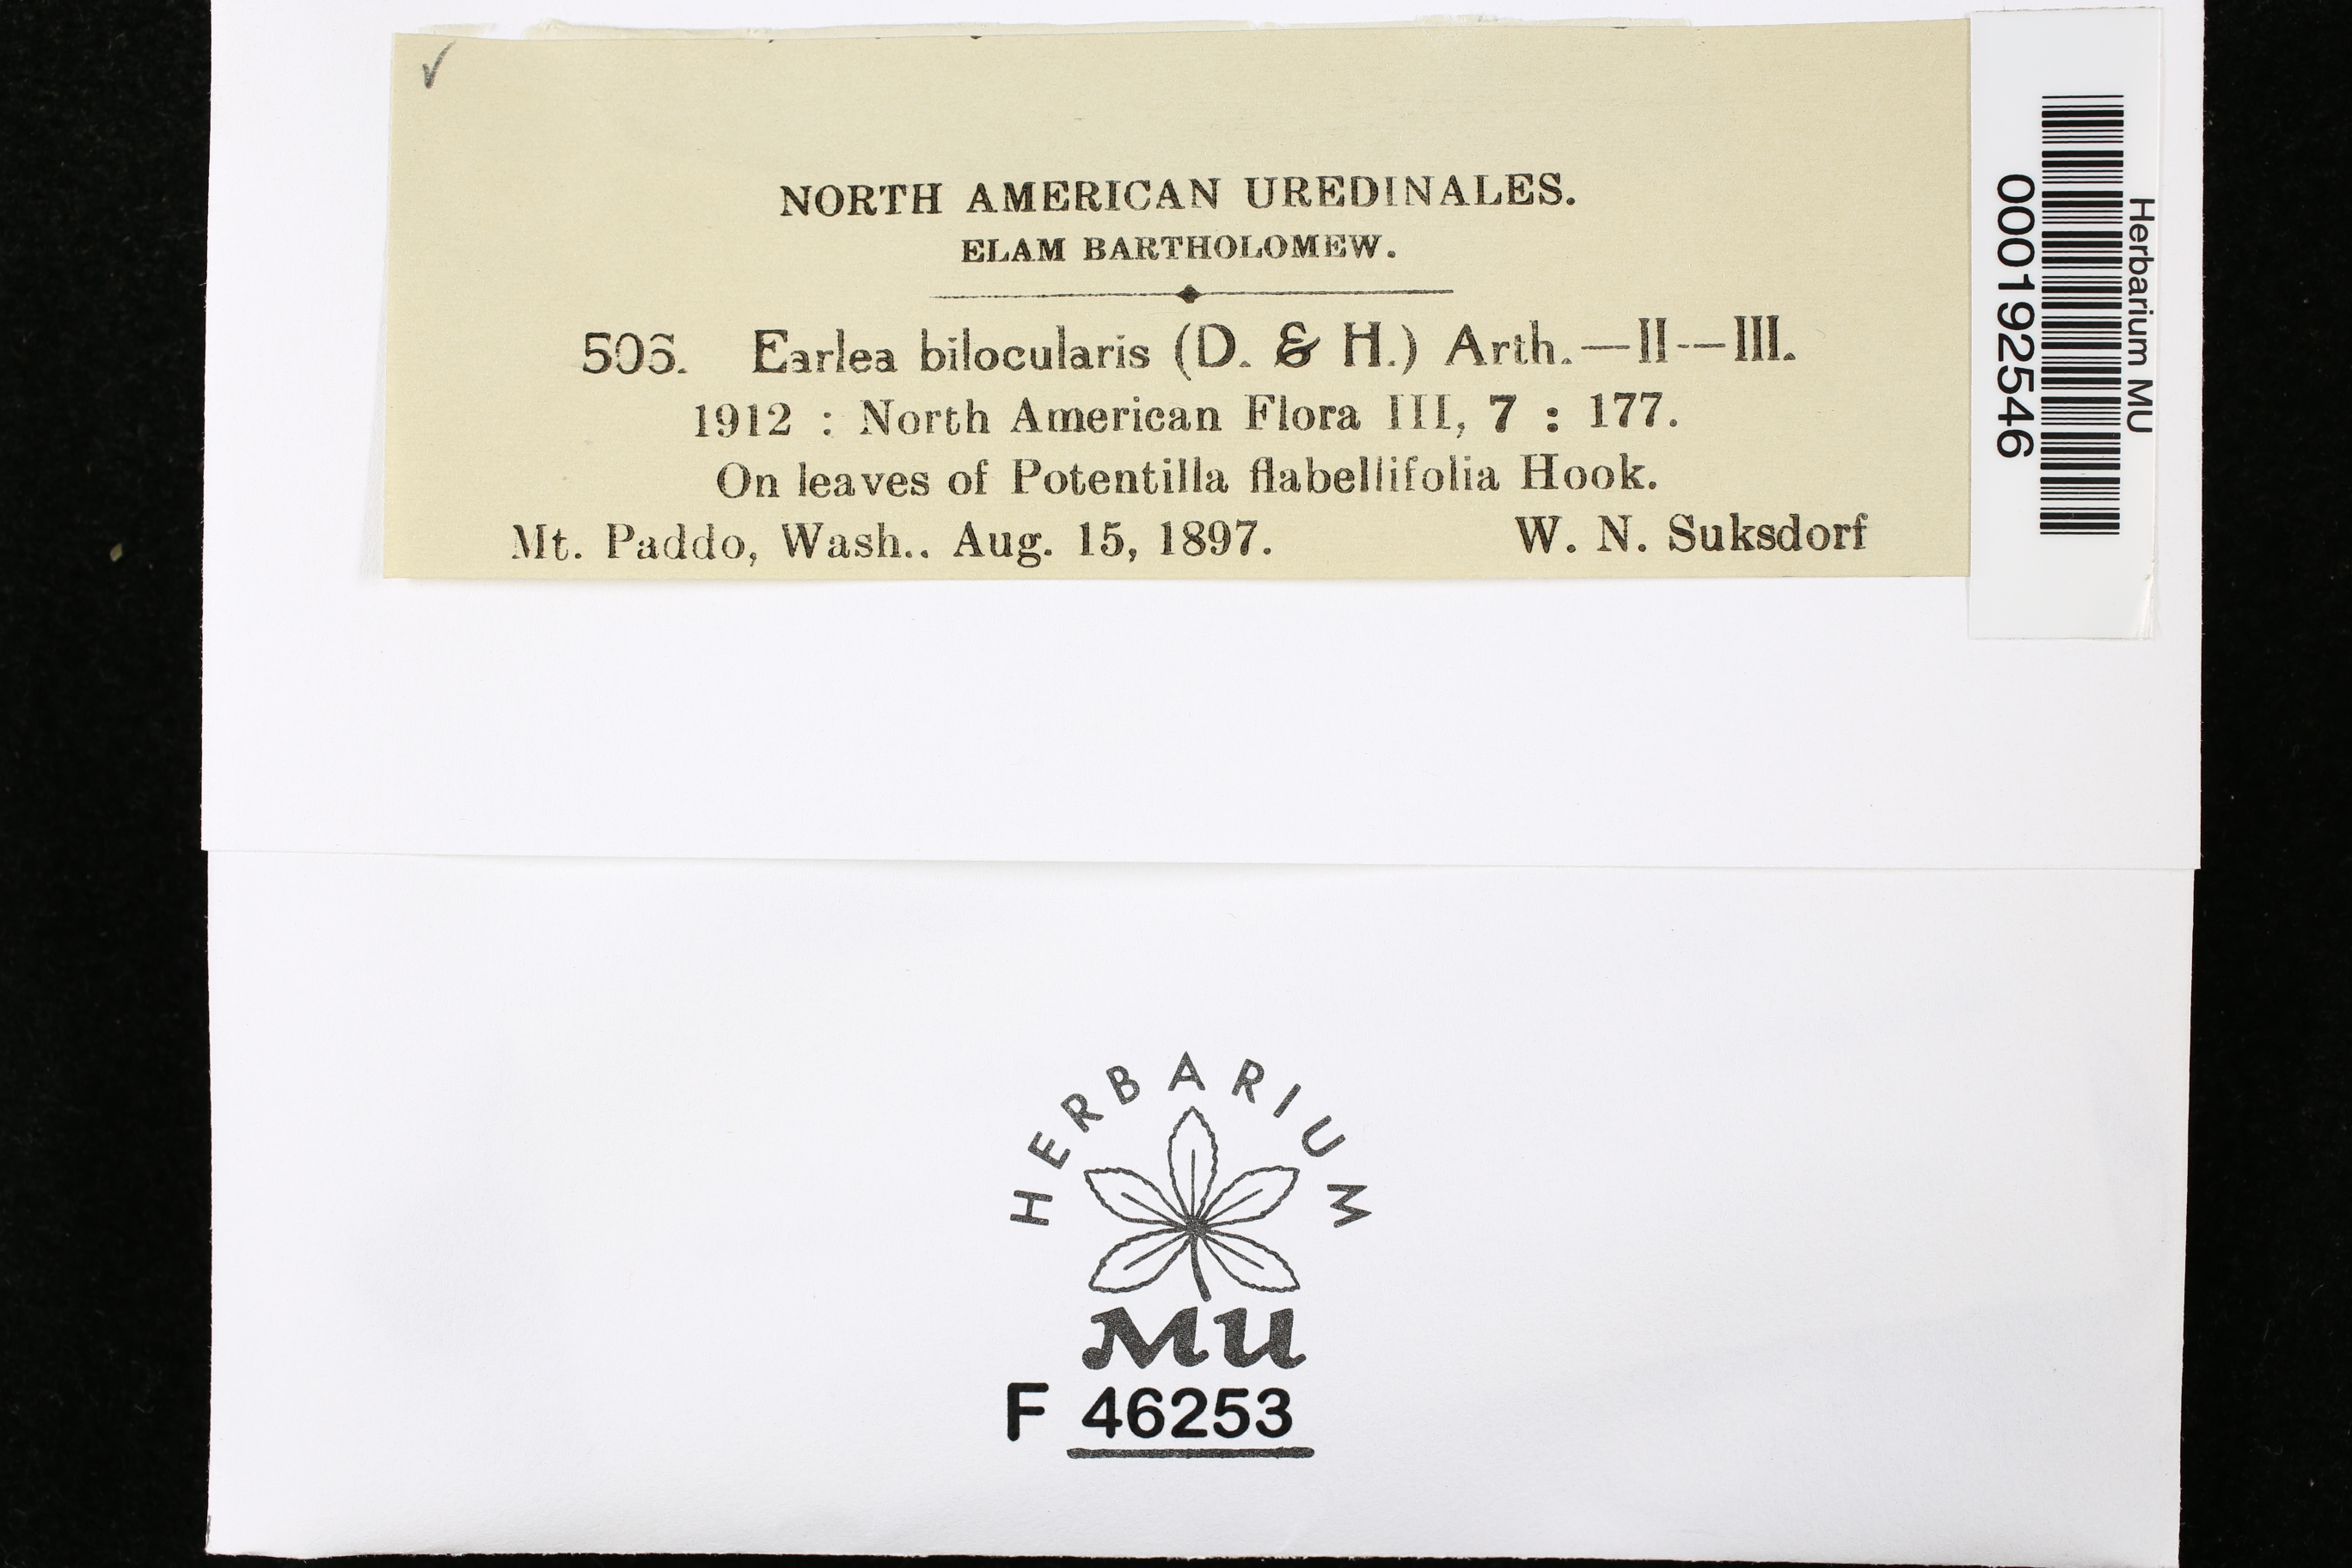 NORTH AMERICAN UREDINALES.
ELAM BARTHOLOMEW.
506. Earlea bilocularis (D. & H.) Arth.—II—III.
1912 : North American Flora III, 7 : 177.
On leaves of Potentilla flabellifolia Hook.
Mt. Paddo, Wash.. Aug. 15, 1897. W. N. Suksdorf
Herbarium MU
000192546
HERBARIUM
MU
F 46253